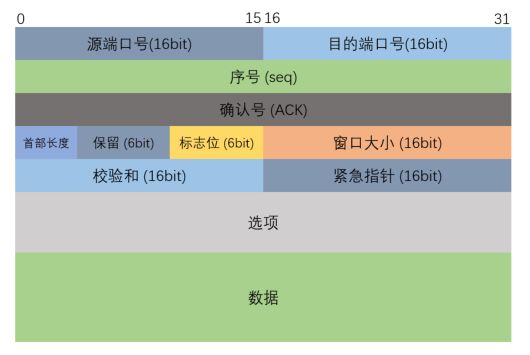 0 15 16 31
源端口号(16bit) 目的端口号(16bit)
序号 (seq)
确认号 (ACK)
首部长度 保留 (6bit) 标志位 (6bit) 窗口大小 (16bit)
校验和 (16bit) 紧急指针 (16bit)
选项
数据